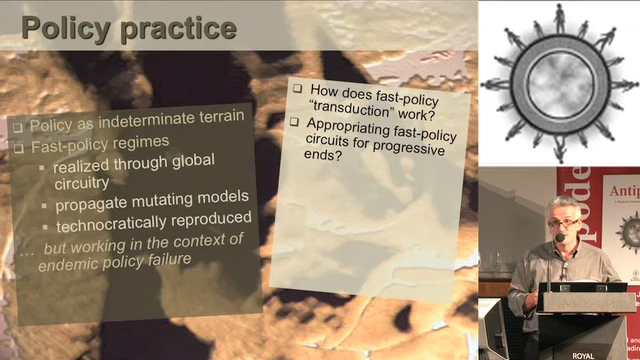 Policy practice
Policy as indeterminate terrain
Fast-policy regimes
realized through global
circuitry
propagate mutating models
technocratically reproduced
... but working in the context of
endemic policy failure
How does fast-policy
"transduction" work?
Appropriating fast-policy
circuits for progressive
ends?
Antip
pode
ROYAL